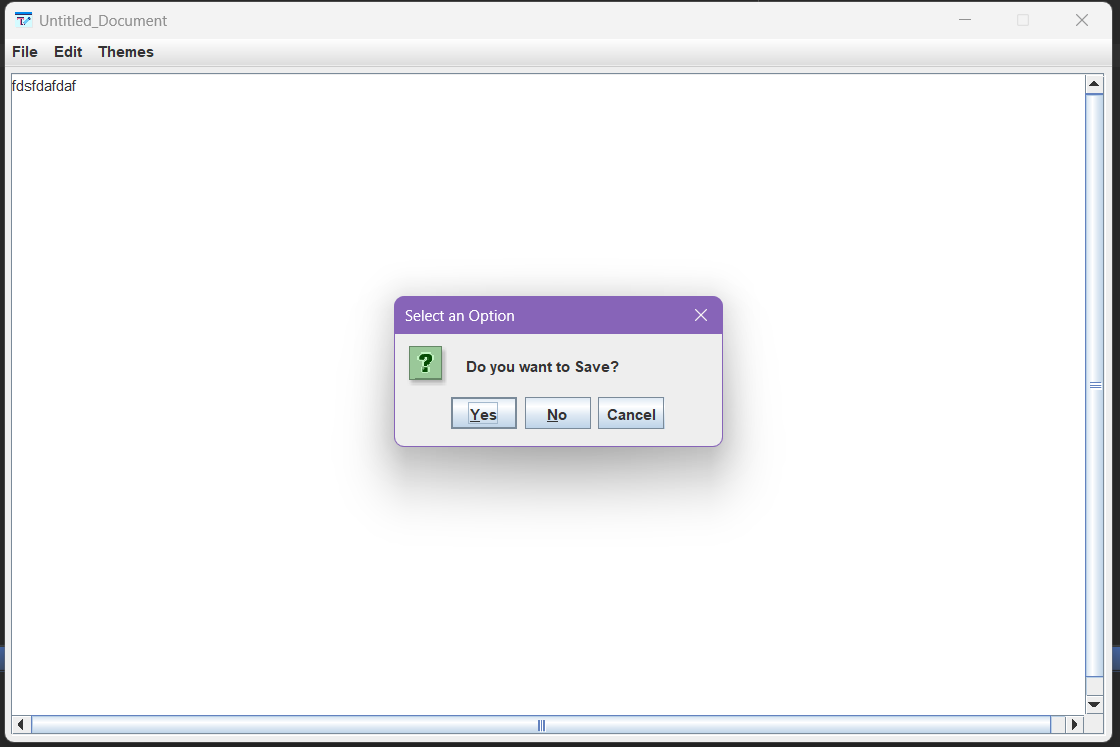 Untitled_Document
File Edit Themes
fdsfdafdaf
Select an Option
? Do you want to Save?
Yes No Cancel